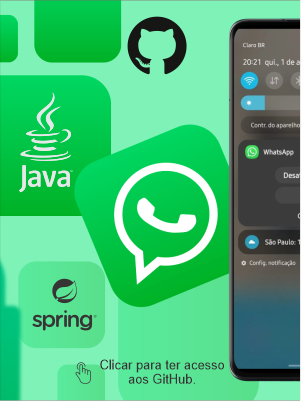 Claro BR
20:21 qui., 1 de a
Contr. do aparelho
WhatsApp
Desa
C
São Paulo: 1
Config. notificação
Java
spring
Clicar para ter acesso
aos GitHub.